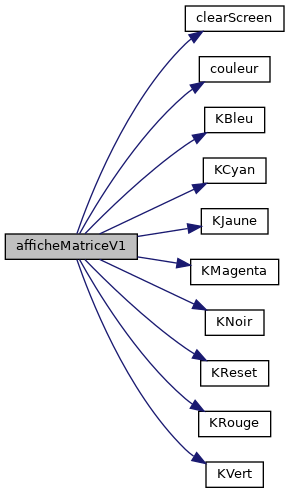 clearScreen
couleur
KBleu
KCyan
KJaune
afficheMatriceV1
KMagenta
KNoir
KReset
KRouge
KVert